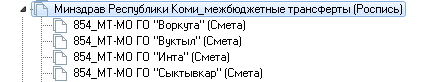 Минздрав Республики Коми_межбюджетные трансферты (Роспись)
854_МТ-МО ГО "Воркута" (Смета)
854_МТ-МО ГО "Вуктыл" (Смета)
854_МТ-МО ГО "Инта" (Смета)
854_МТ-МО ГО "Сыктывкар" (Смета)